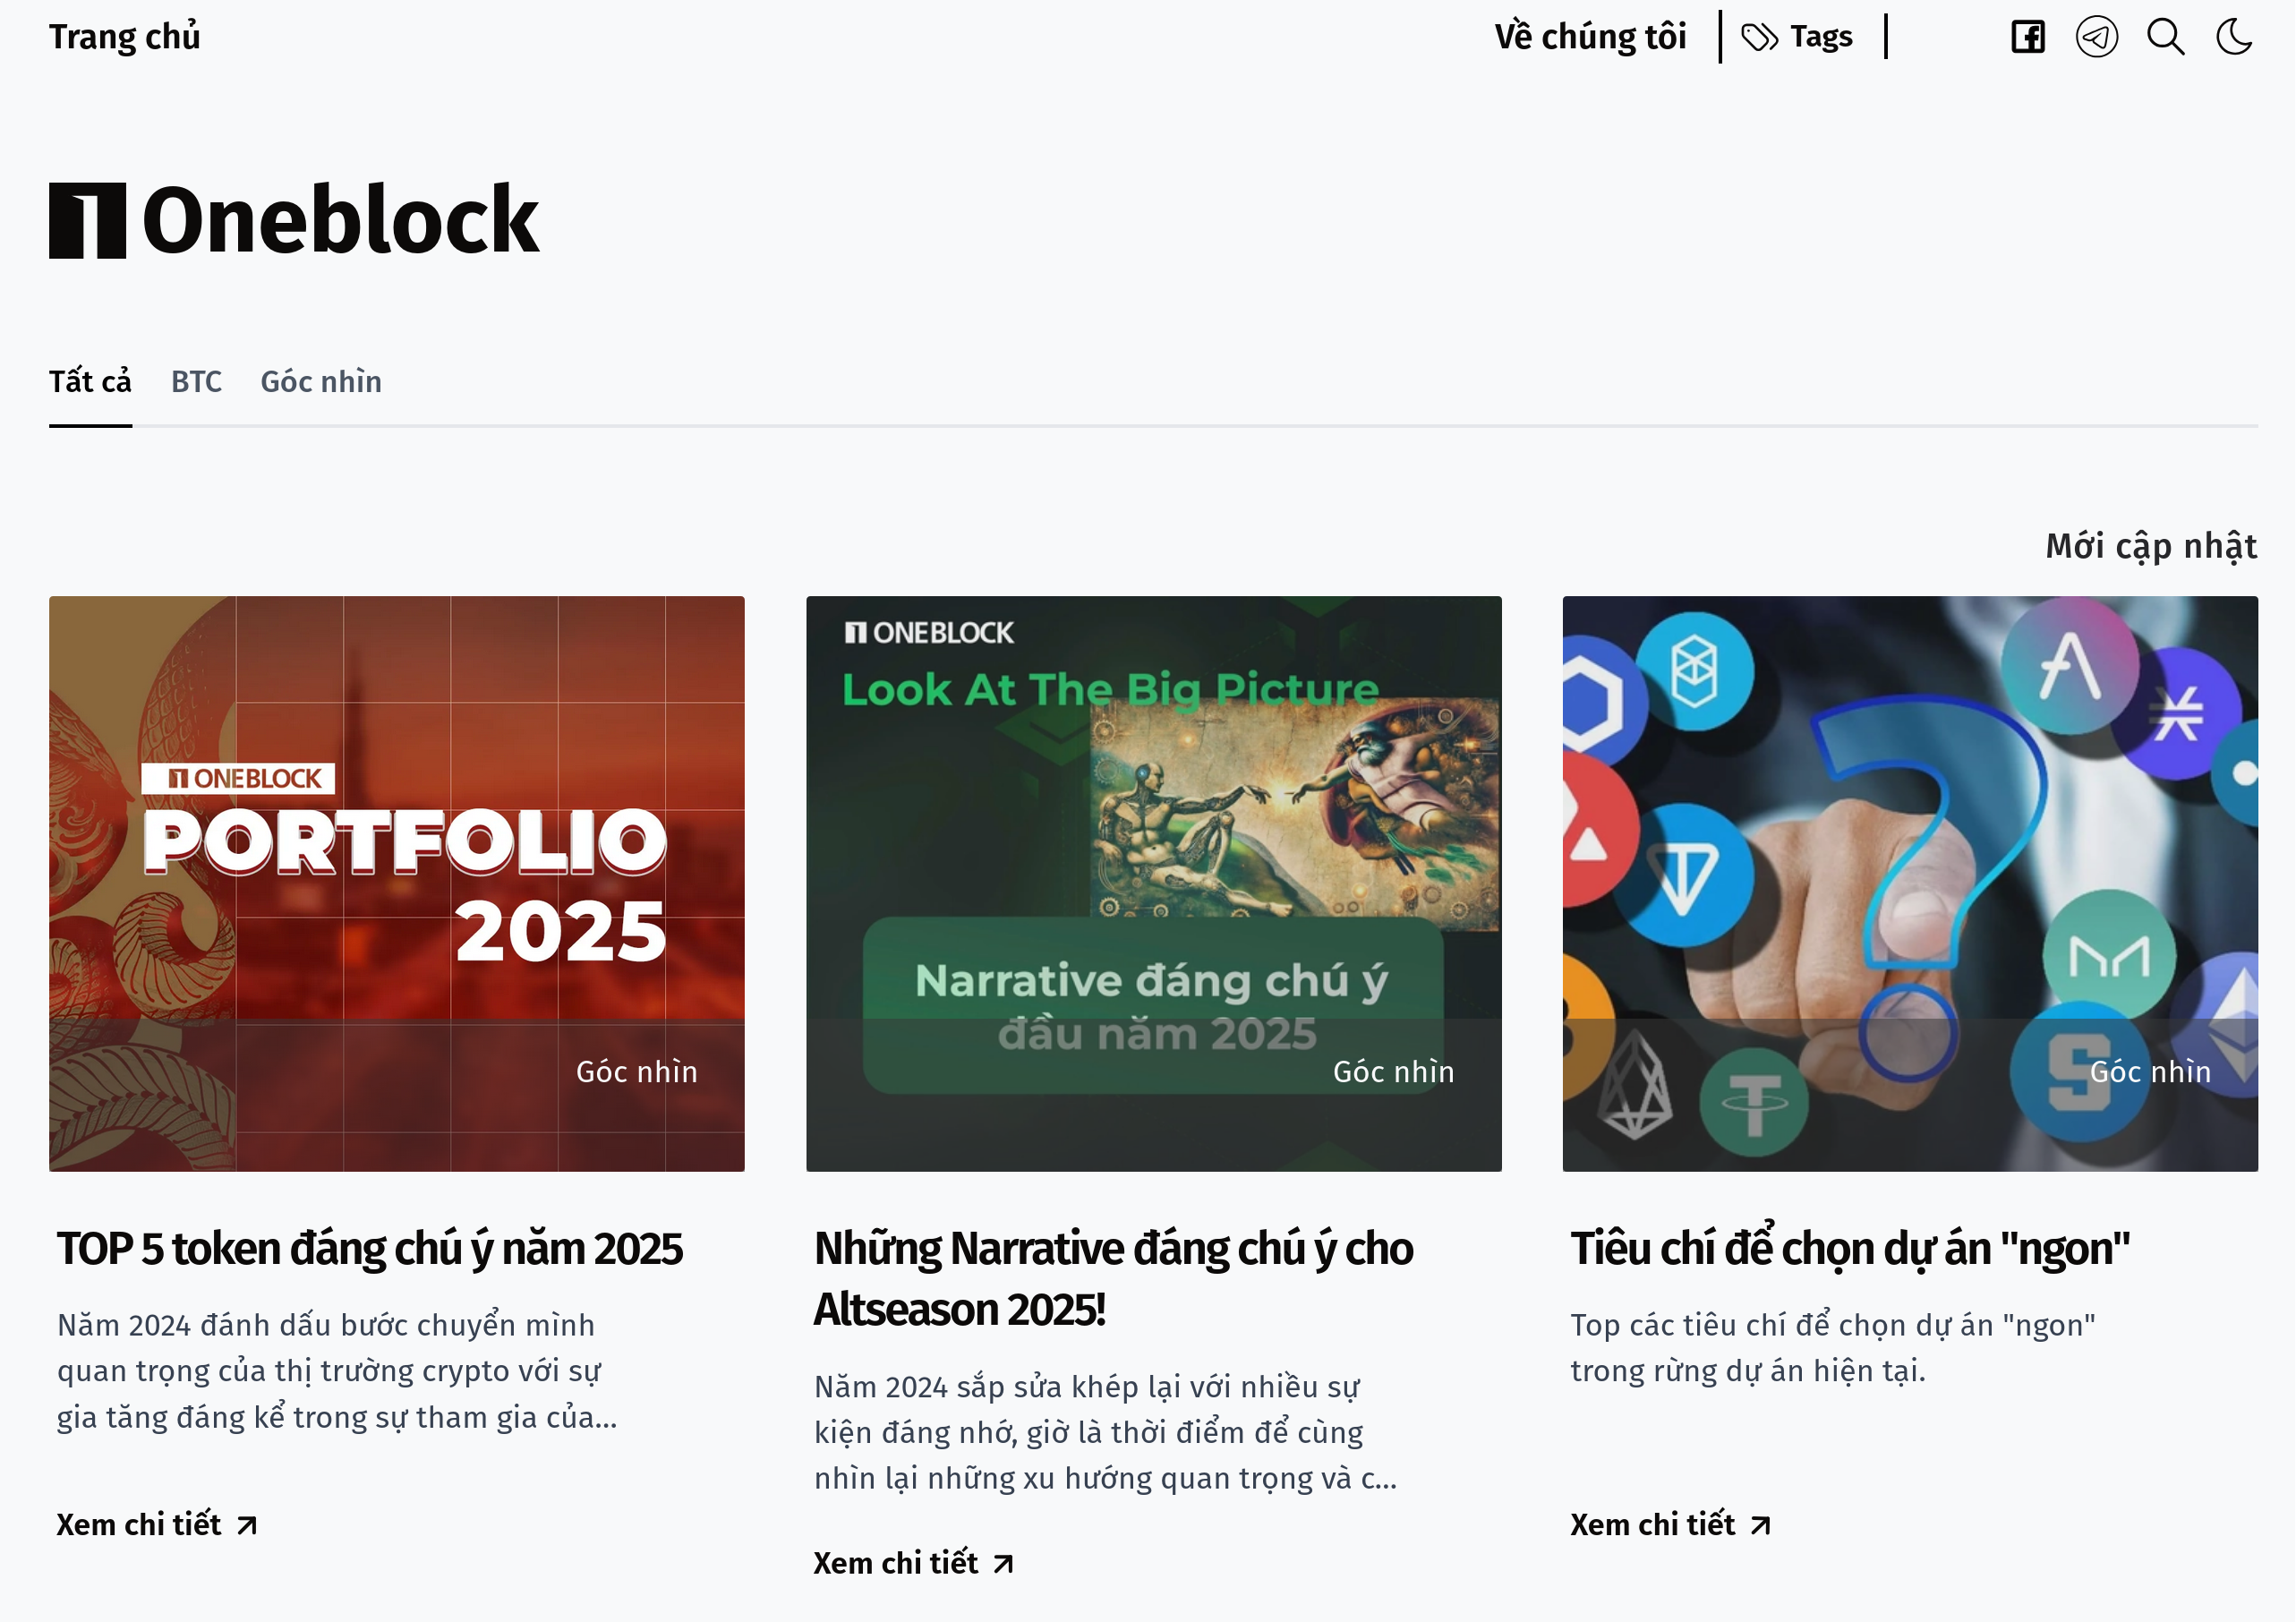 Trang chủ
Về chúng tôi
Tags
Oneblock
Tất cả
BTC
Góc nhìn
Mới cập nhật
ONEBLOCK
PORTFOLIO
2025
Góc nhìn
TOP 5 token đáng chú ý năm 2025
Năm 2024 đánh dấu bước chuyển mình
quan trọng của thị trường crypto với sự
gia tăng đáng kể trong sự tham gia của...
Xem chi tiết
ONEBLOCK
Look At The Big Picture
Narrative đáng chú ý
đầu năm 2025
Góc nhìn
Những Narrative đáng chú ý cho
Altseason 2025!
Năm 2024 sắp sửa khép lại với nhiều sự
kiện đáng nhớ, giờ là thời điểm để cùng
nhìn lại những xu hướng quan trọng và c...
Xem chi tiết
Góc nhìn
Tiêu chí để chọn dự án "ngon"
Top các tiêu chí để chọn dự án "ngon"
trong rừng dự án hiện tại.
Xem chi tiết